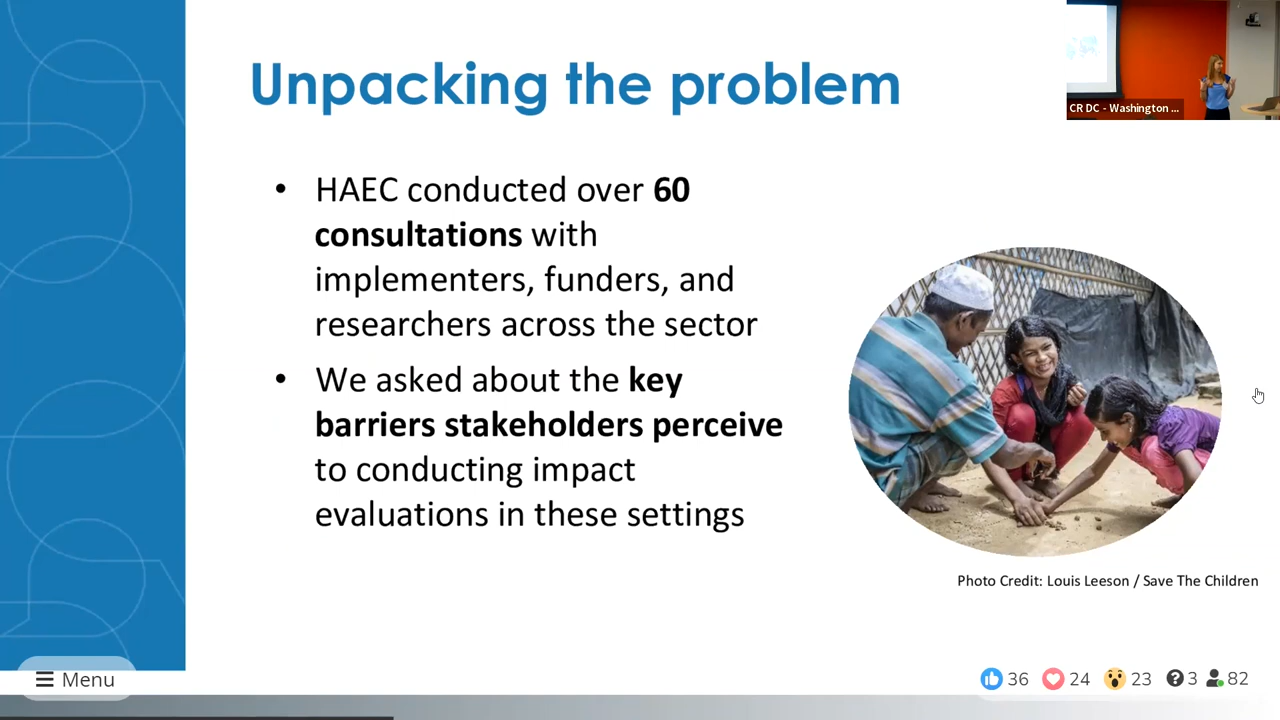 Unpacking the problem
CR DC - Washington ...
• HAEC conducted over 60
consultations with
implementers, funders, and
researchers across the sector
• We asked about the key
barriers stakeholders perceive
to conducting impact
evaluations in these settings
Photo Credit: Louis Leeson / Save The Children
Menu
36 24 23 3 82